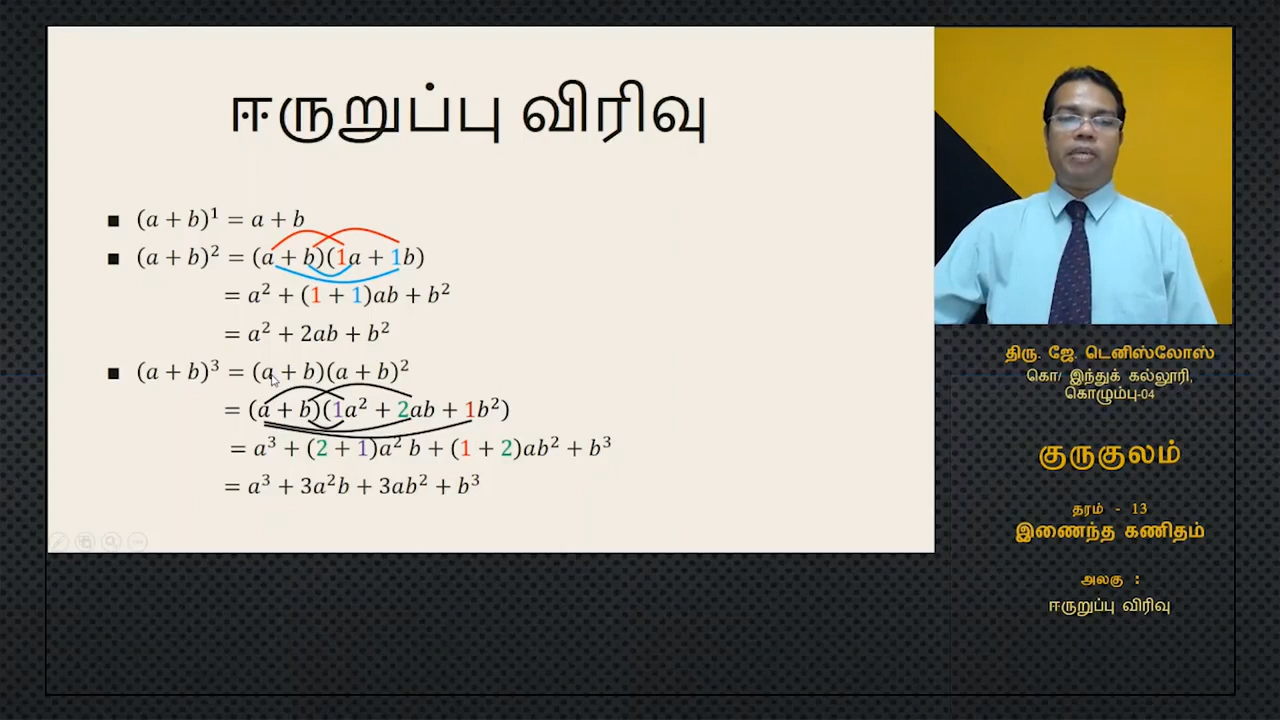 ஈருறுப்பு விரிவு
■ (a + b)¹ = a + b
■ (a + b)² = (a + b)(1a + 1b)
= a² + (1 + 1)ab + b²
= a² + 2ab + b²
■ (a + b)³ = (a + b)(a + b)²
= (a + b)(1a² + 2ab + 1b²)
= a³ + (2 + 1)a² b + (1 + 2)ab² + b³
= a³ + 3a²b + 3ab² + b³
திரு. ஜே. டெனிஸ்லோஸ்
கொ/ இந்துக் கல்லூரி,
கொழும்பு-04
குருகுலம்
தரம் - 13
இணைந்த கணிதம்
அலகு :
ஈருறுப்பு விரிவு